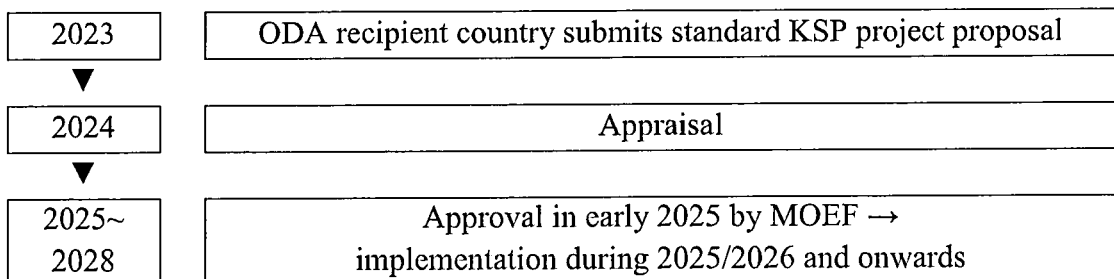 2023
ODA recipient country submits standard KSP project proposal
▼
2024
Appraisal
▼
2025~
2028
Approval in early 2025 by MOEF →
implementation during 2025/2026 and onwards